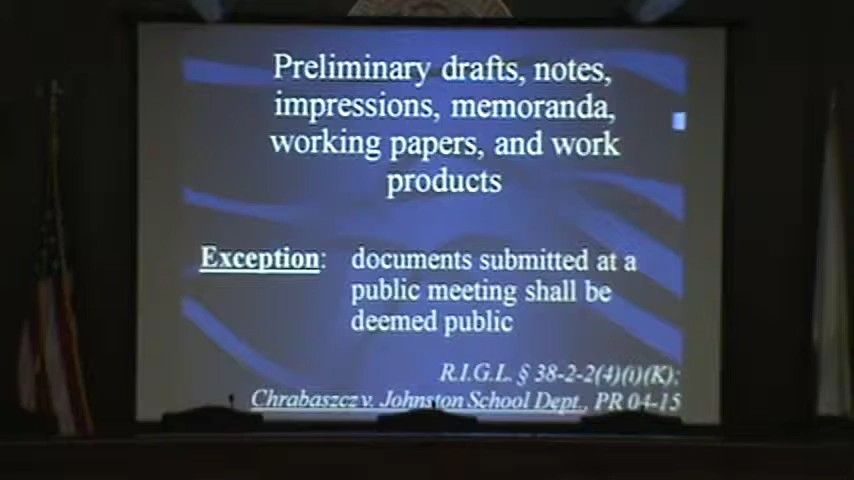 Preliminary drafts, notes,
impressions, memoranda,
working papers, and work
products
Exception: documents submitted at a
public meeting shall be
deemed public
R.I.G.L. § 38-2-2(4)(i)(K);
Chrabaszcz v. Johnston School Dept., PR 04-15